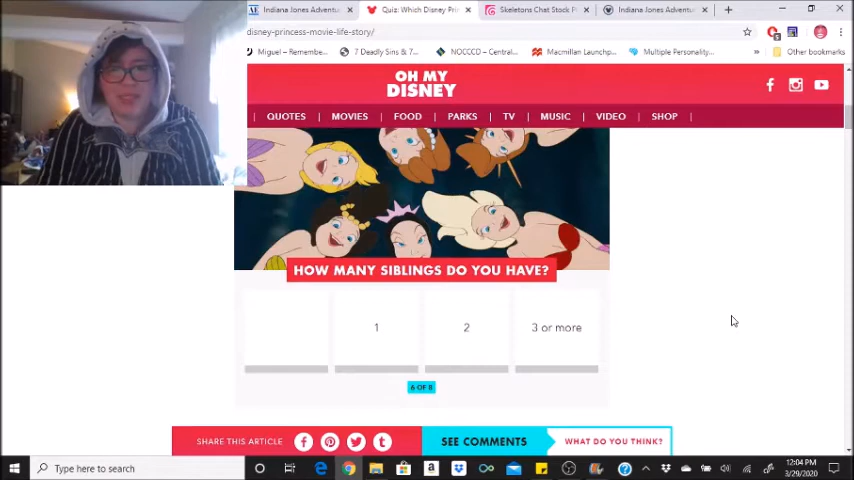 Indiana Jones Adventu
Quiz: Which Disney Prin
Skeletons Chat Stock P
Indiana Jones Adventu
disney-princess-movie-life-story/
Miguel – Remembe...
7 Deadly Sins & 7...
NOCCCD – Central...
Macmillan Launchp...
Multiple Personality...
»
Other bookmarks
OH MY
DISNEY
QUOTES
MOVIES
FOOD
PARKS
TV
MUSIC
VIDEO
SHOP
HOW MANY SIBLINGS DO YOU HAVE?
1
2
3 or more
6 OF 8
SHARE THIS ARTICLE
SEE COMMENTS
WHAT DO YOU THINK?
Type here to search
12:04 PM
3/29/2020